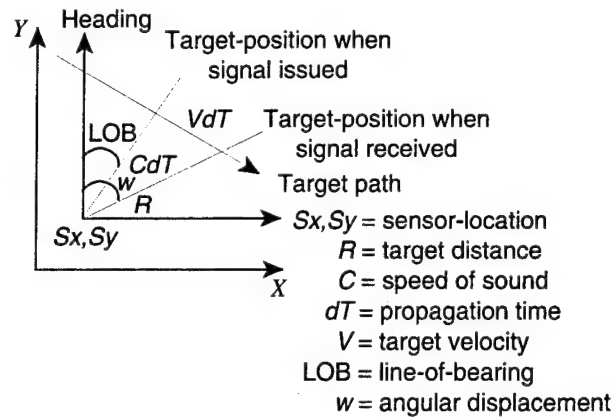 Y
Heading
Target-position when
signal issued
VdT
Target-position when
signal received
LOB
CdT
w
R
Target path
Sx,Sy
X
Sx,Sy = sensor-location
R = target distance
C = speed of sound
dT = propagation time
V = target velocity
LOB = line-of-bearing
w = angular displacement